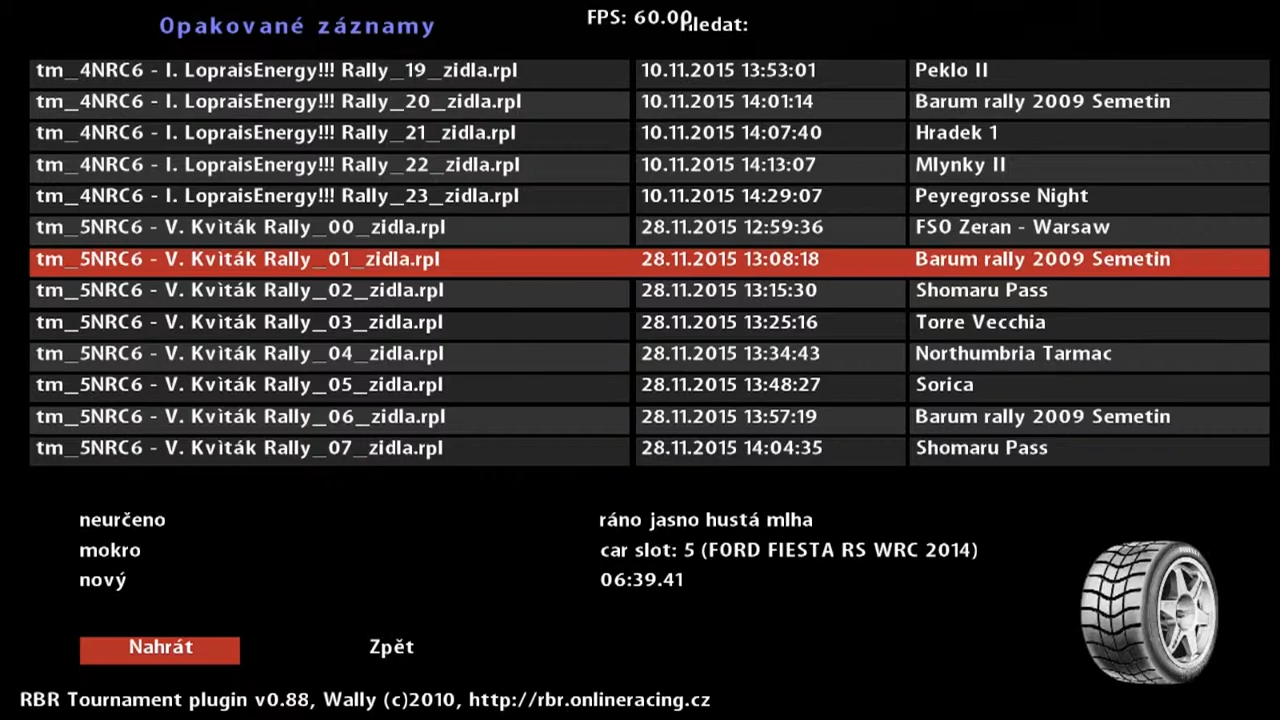 Opakované záznamy
FPS: 60.00
hledat:
tm_4NRC6 - I. LopraisEnergy!!! Rally_19_zidla.rpl 10.11.2015 13:53:01 Peklo II
tm_4NRC6 - I. LopraisEnergy!!! Rally_20_zidla.rpl 10.11.2015 14:01:14 Barum rally 2009 Semetin
tm_4NRC6 - I. LopraisEnergy!!! Rally_21_zidla.rpl 10.11.2015 14:07:40 Hradek 1
tm_4NRC6 - I. LopraisEnergy!!! Rally_22_zidla.rpl 10.11.2015 14:13:07 Mlynky II
tm_4NRC6 - I. LopraisEnergy!!! Rally_23_zidla.rpl 10.11.2015 14:29:07 Peyregrosse Night
tm_5NRC6 - V. Kvìták Rally_00_zidla.rpl 28.11.2015 12:59:36 FSO Zeran - Warsaw
tm_5NRC6 - V. Kvìták Rally_01_zidla.rpl 28.11.2015 13:08:18 Barum rally 2009 Semetin
tm_5NRC6 - V. Kvìták Rally_02_zidla.rpl 28.11.2015 13:15:30 Shomaru Pass
tm_5NRC6 - V. Kvìták Rally_03_zidla.rpl 28.11.2015 13:25:16 Torre Vecchia
tm_5NRC6 - V. Kvìták Rally_04_zidla.rpl 28.11.2015 13:34:43 Northumbria Tarmac
tm_5NRC6 - V. Kvìták Rally_05_zidla.rpl 28.11.2015 13:48:27 Sorica
tm_5NRC6 - V. Kvìták Rally_06_zidla.rpl 28.11.2015 13:57:19 Barum rally 2009 Semetin
tm_5NRC6 - V. Kvìták Rally_07_zidla.rpl 28.11.2015 14:04:35 Shomaru Pass
neurčeno ráno jasno hustá mlha
mokro car slot: 5 (FORD FIESTA RS WRC 2014)
nový 06:39.41
Nahrát Zpět
RBR Tournament plugin v0.88, Wally (c)2010, http://rbr.onlineracing.cz